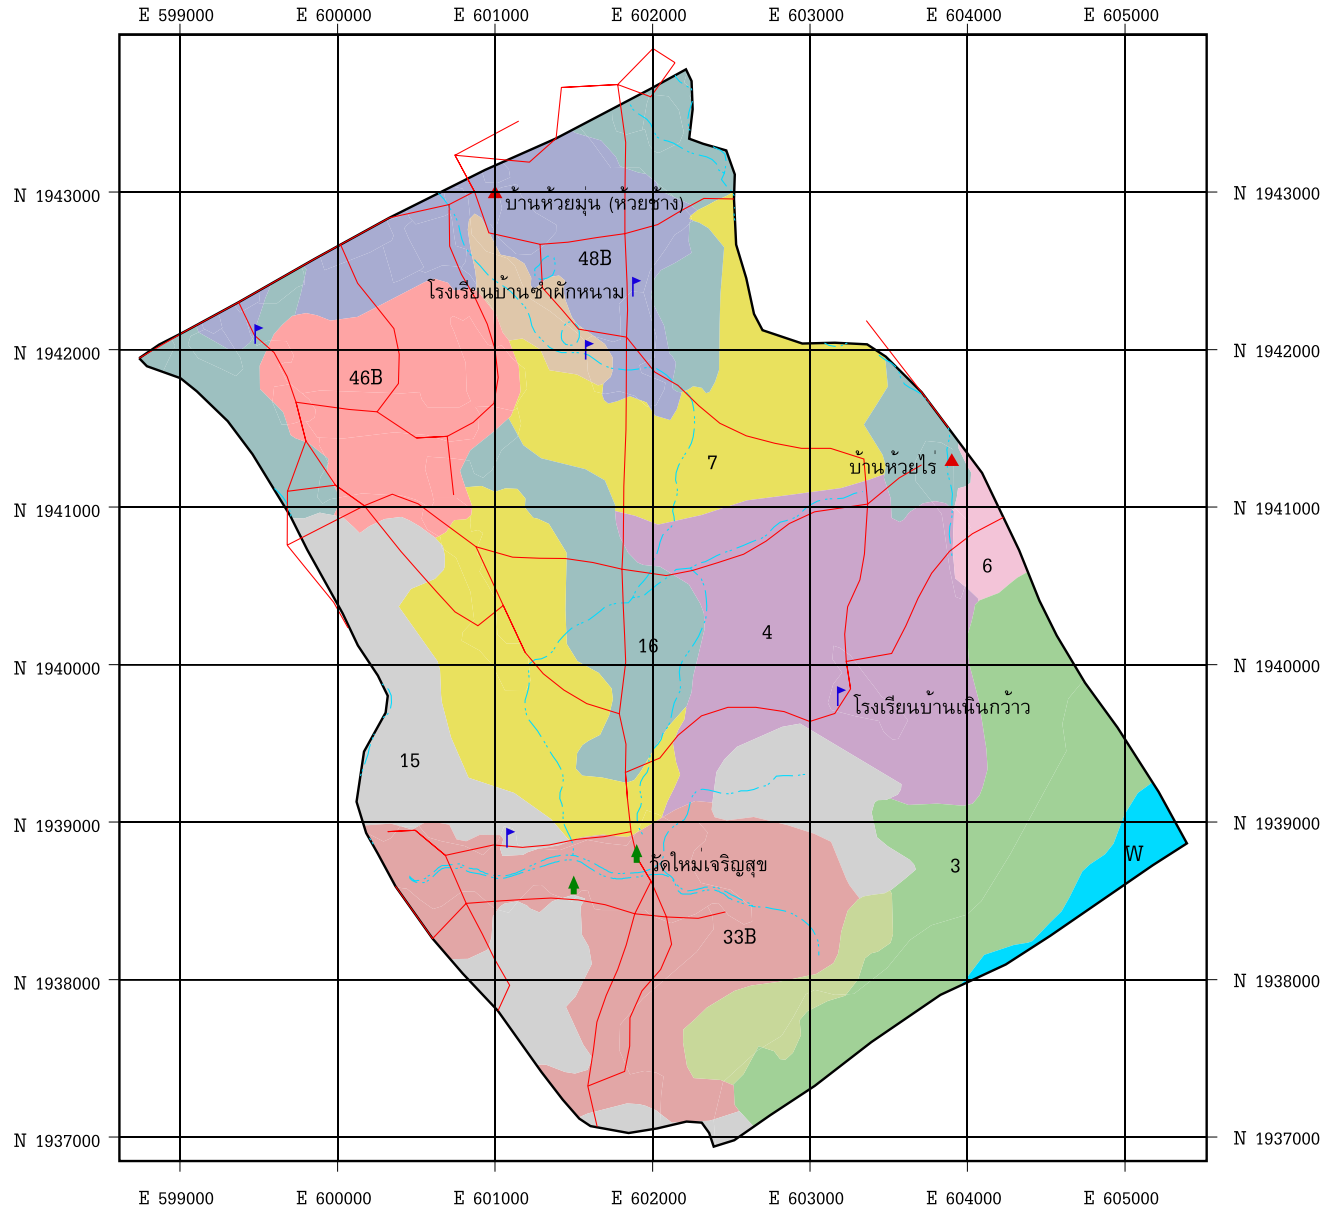 E 599000 E 600000 E 601000 E 602000 E 603000 E 604000 E 605000
N 1943000 N 1943000
บ้านห้วยมุ่น (ห้วยช้าง)
48B
โรงเรียนบ้านซำผักหนาม
N 1942000 N 1942000
46B
7
บ้านห้วยไร่
N 1941000 N 1941000
6
4
16
N 1940000 N 1940000
โรงเรียนบ้านเนินกว้าว
15
N 1939000 N 1939000
W
วัดใหม่เจริญสุข
3
33B
N 1938000 N 1938000
N 1937000 N 1937000
E 599000 E 600000 E 601000 E 602000 E 603000 E 604000 E 605000